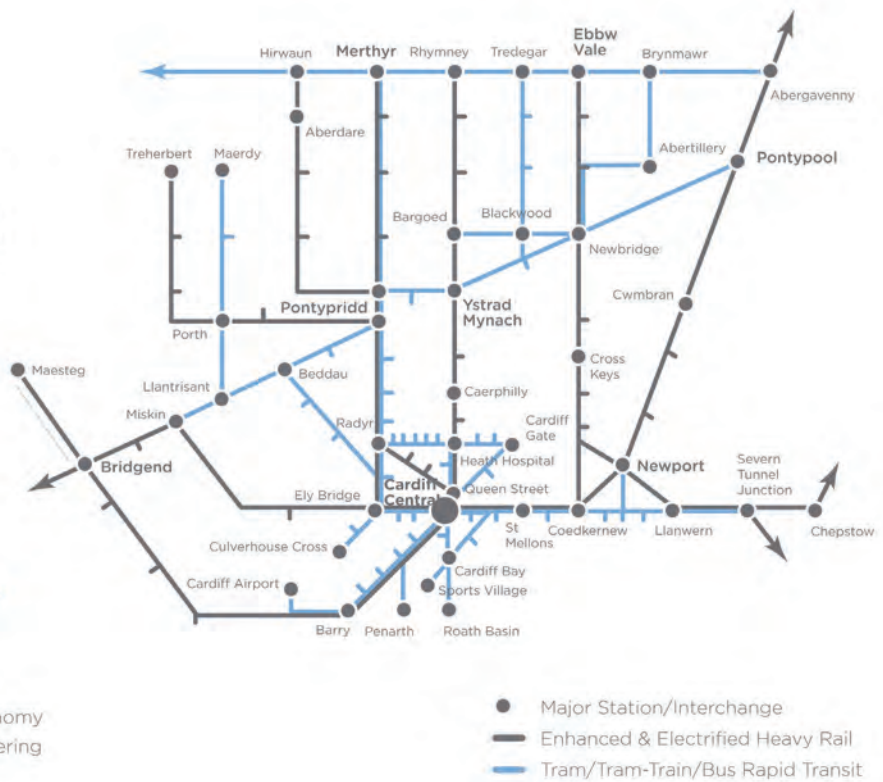 Ebbw
Vale
Hirwaun
Merthyr
Rhymney
Tredegar
Brynmawr
Abergavenny
Aberdare
Treherbert
Maerdy
Abertillery
Pontypool
Bargoed
Blackwood
Newbridge
Pontypridd
Ystrad
Mynach
Cwmbran
Porth
Maesteg
Beddau
Cross
Keys
Llantrisant
Caerphilly
Miskin
Radyr
Cardiff
Gate
Bridgend
Heath Hospital
Newport
Severn
Tunnel
Junction
Ely Bridge
Cardiff
Central
Queen Street
St
Mellons
Coedkernew
Llanwern
Chepstow
Culverhouse Cross
Cardiff Airport
Cardiff Bay
Sports Village
Barry
Penarth
Roath Basin
nomy
ering
Major Station/Interchange
Enhanced & Electrified Heavy Rail
Tram/Tram-Train/Bus Rapid Transit